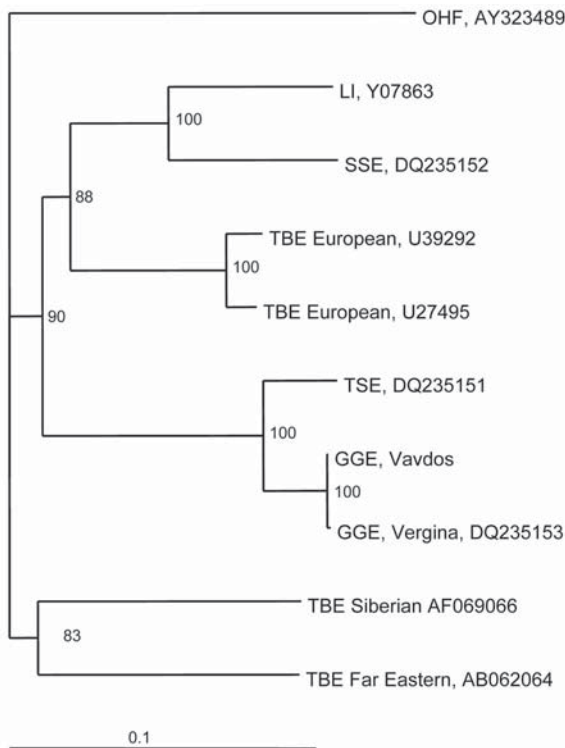 OHF, AY323489
LI, Y07863
100
SSE, DQ235152
88
TBE European, U39292
100
TBE European, U27495
90
TSE, DQ235151
100
GGE, Vavdos
100
GGE, Vergina, DQ235153
TBE Siberian AF069066
83
TBE Far Eastern, AB062064
0.1